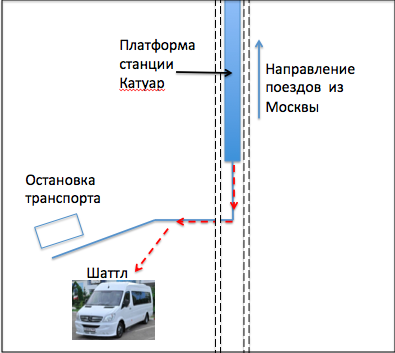 Платформа
станции
Катуар
Направление
поездов из
Москвы
Остановка
транспорта
Шаттл